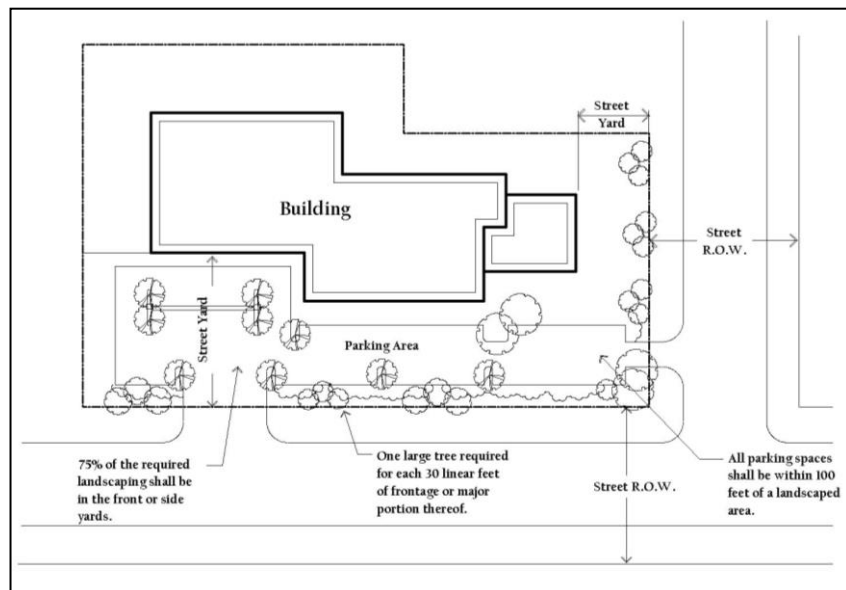 Street
Yard
Building
Street
R.O.W.
Street Yard
Parking Area
75% of the required
landscaping shall be
in the front or side
yards.
One large tree required
for each 30 linear feet
of frontage or major
portion thereof.
Street R.O.W.
All parking spaces
shall be within 100
feet of a landscaped
area.